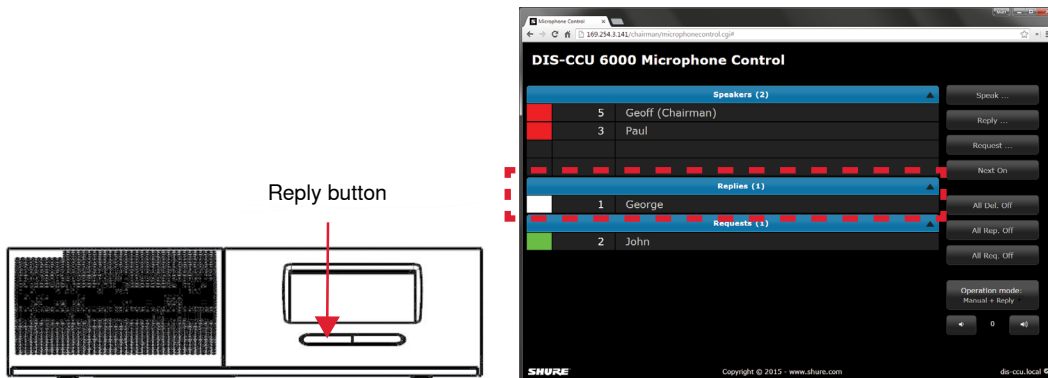 Reply button
Microphone Control
169.254.3.141/chairman/microphonecontrol.cgi#
DIS-CCU 6000 Microphone Control
Speakers (2)
5 Geoff (Chairman)
3 Paul
Replies (1)
1 George
Requests (1)
2 John
Speak ...
Reply ...
Request ...
Next On
All Del. Off
All Rep. Off
All Req. Off
Operation mode:
Manual + Reply
0
SHURE
Copyright © 2015 - www.shure.com
dis-ccu.local